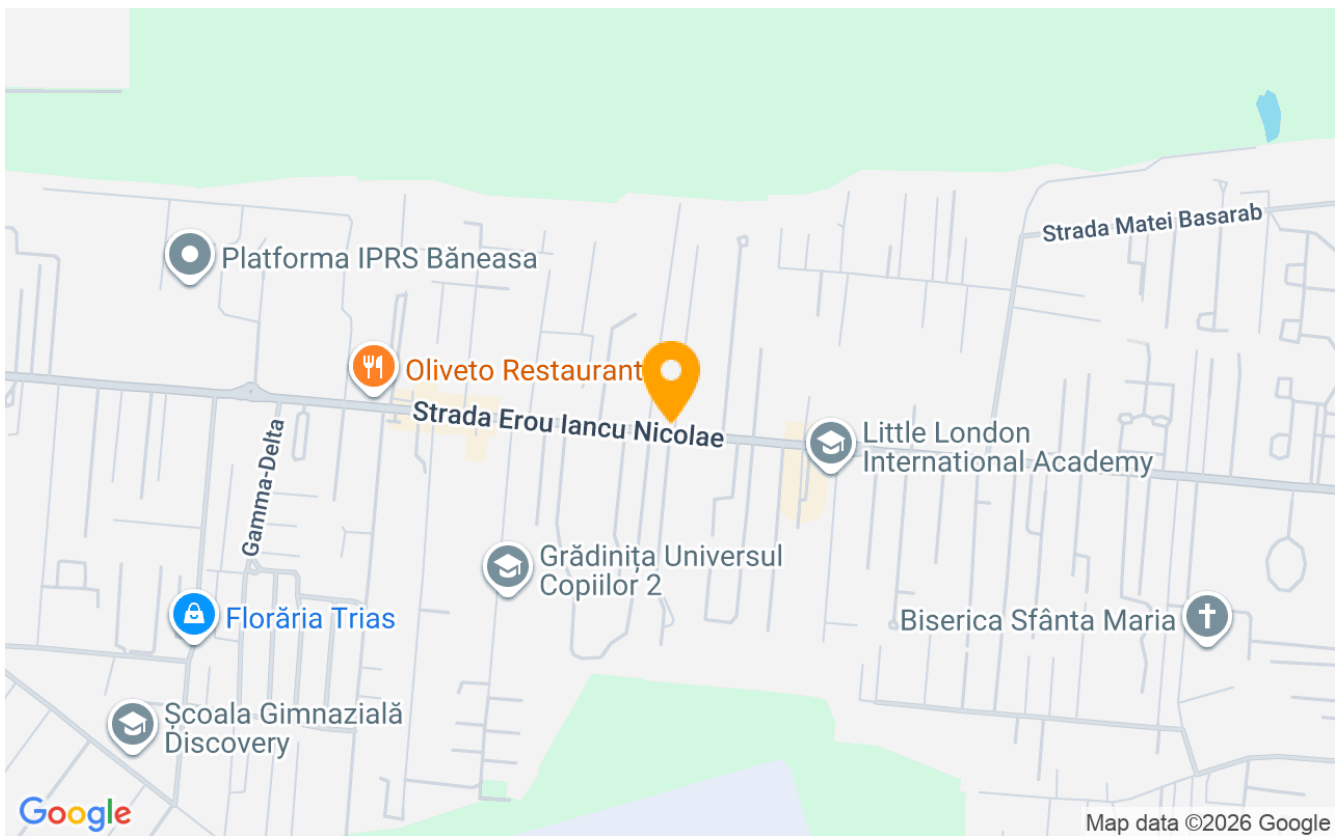 Strada Matei Basarab
Platforma IPRS Băneasa
Oliveto Restaurant
Strada Erou Iancu Nicolae
Little London
International Academy
Gamma-Delta
Grădinița Universul
Copiilor 2
Florăria Trias
Biserica Sfânta Maria
Școala Gimnazială
Discovery
Google
Map data ©2026 Google